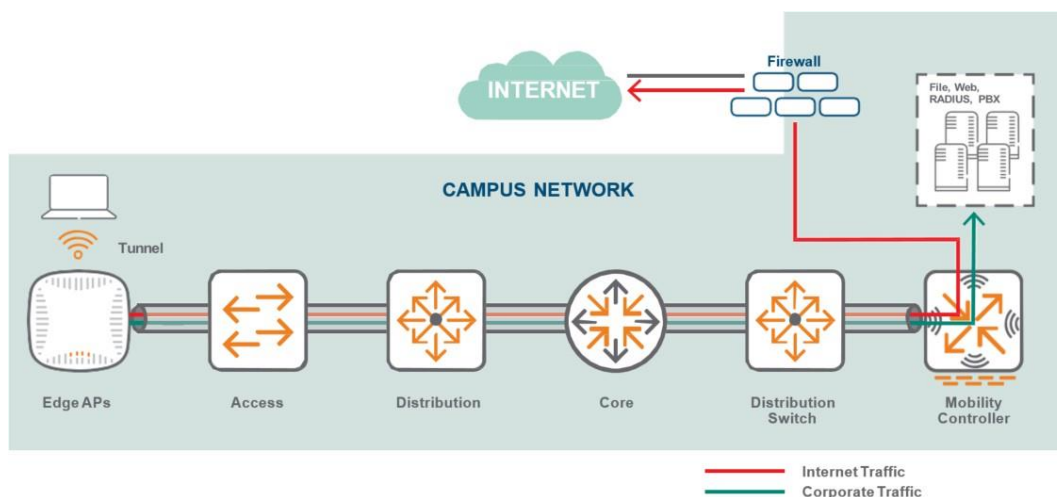 Firewall
INTERNET
File, Web,
RADIUS, PBX
CAMPUS NETWORK
Tunnel
Edge APs
Access
Distribution
Core
Distribution
Switch
Mobility
Controller
Internet Traffic
Corporate Traffic